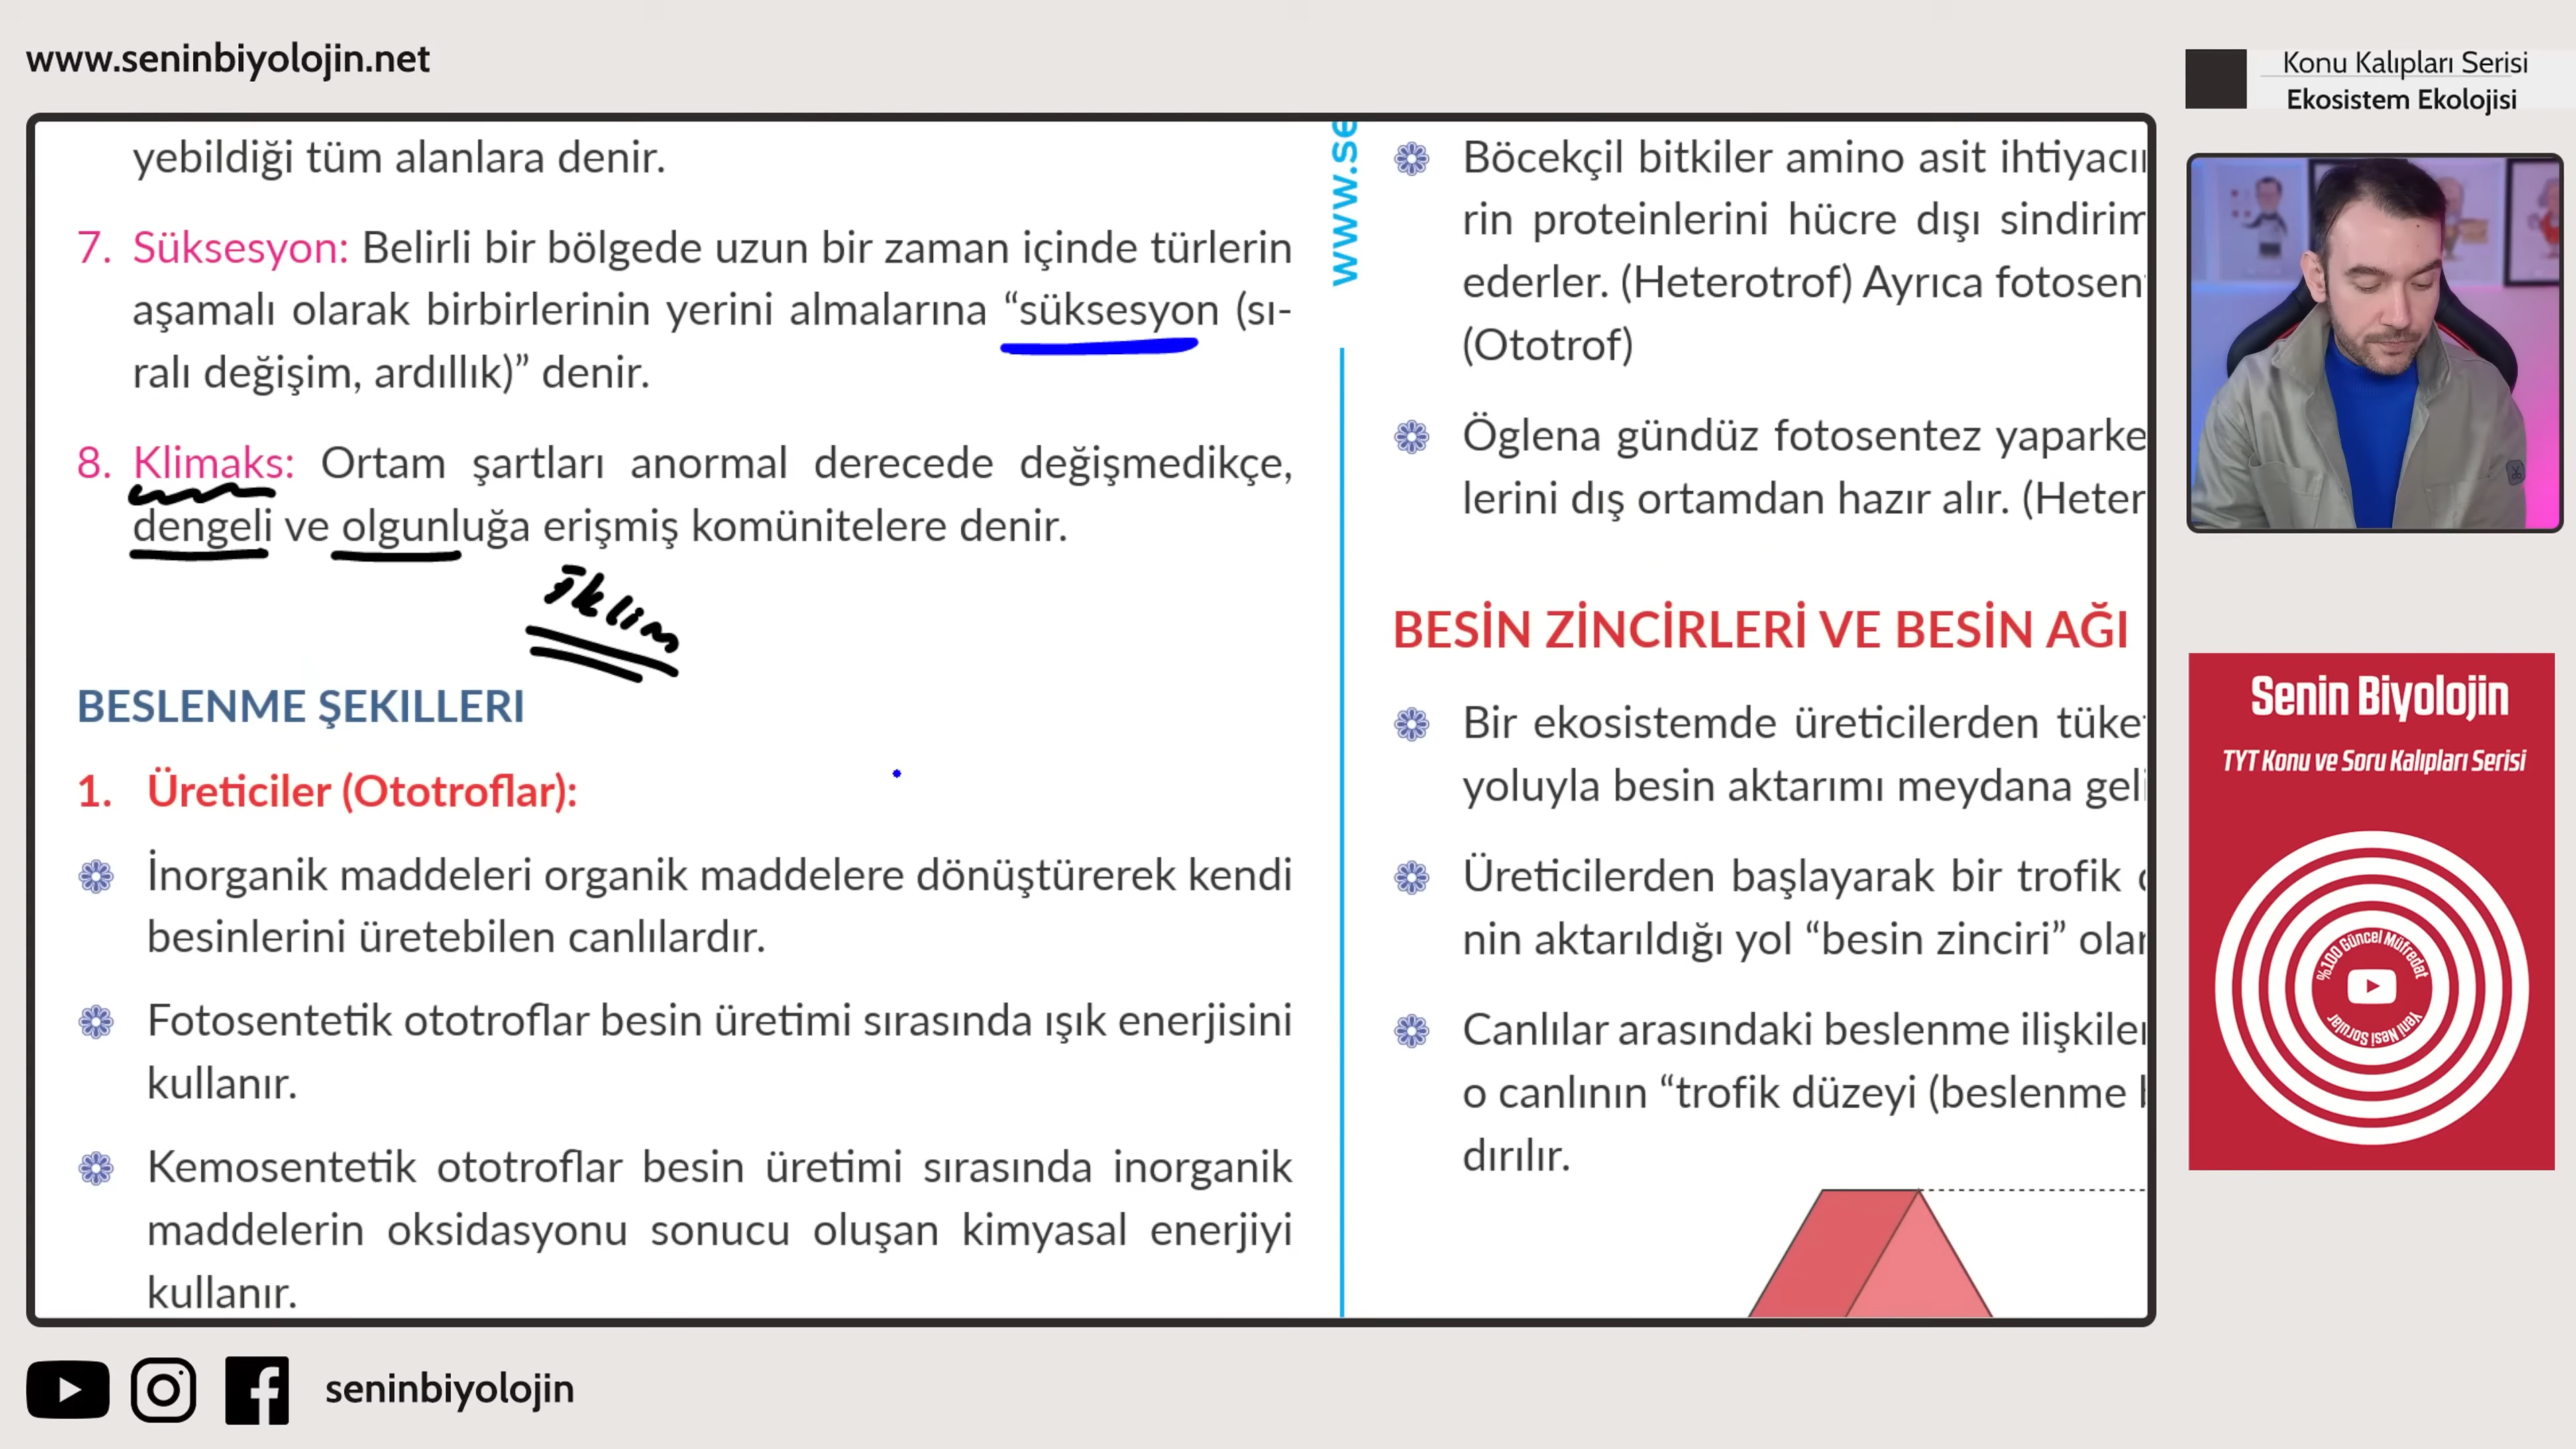 www.seninbiyolojin.net
Konu Kalıpları Serisi
Ekosistem Ekolojisi
yebildiği tüm alanlara denir.
7. Süksesyon: Belirli bir bölgede uzun bir zaman içinde türlerin
aşamalı olarak birbirlerinin yerini almalarına “süksesyon (sı-
ralı değişim, ardıllık)” denir.
8. Klimaks: Ortam şartları anormal derecede değişmedikçe,
dengeli ve olgunluğa erişmiş komünitelere denir.
İklim
BESLENME ŞEKILLERI
1. Üreticiler (Ototroflar):
İnorganik maddeleri organik maddelere dönüştürerek kendi
besinlerini üretebilen canlılardır.
Fotosentetik ototroflar besin üretimi sırasında ışık enerjisini
kullanır.
Kemosentetik ototroflar besin üretimi sırasında inorganik
maddelerin oksidasyonu sonucu oluşan kimyasal enerjiyi
kullanır.
www.se
Böcekçil bitkiler amino asit
rin proteinlerini hücre dışı sindirim
ederler. (Heterotrof) Ayrıca fotosen
(Ototrof)
Öglena gündüz fotosentez yaparke
lerini dış ortamdan hazır alır. (Heter
BESİN ZİNCİRLERİ VE BESİN AĞI
Bir ekosistemde üreticilerden tüke
yoluyla besin aktarımı meydana geli
Üreticilerden başlayarak bir trofik
nin aktarıldığı yol “besin zinciri” olar
Canlılar arasındaki beslenme ilişkiler
o canlının “trofik düzeyi (beslenme
dırılır.
Senin Biyolojin
TYT Konu ve Soru Kalıpları Serisi
%100 Güncel Müfredat
Yeni Nesil Sorular
seninbiyolojin